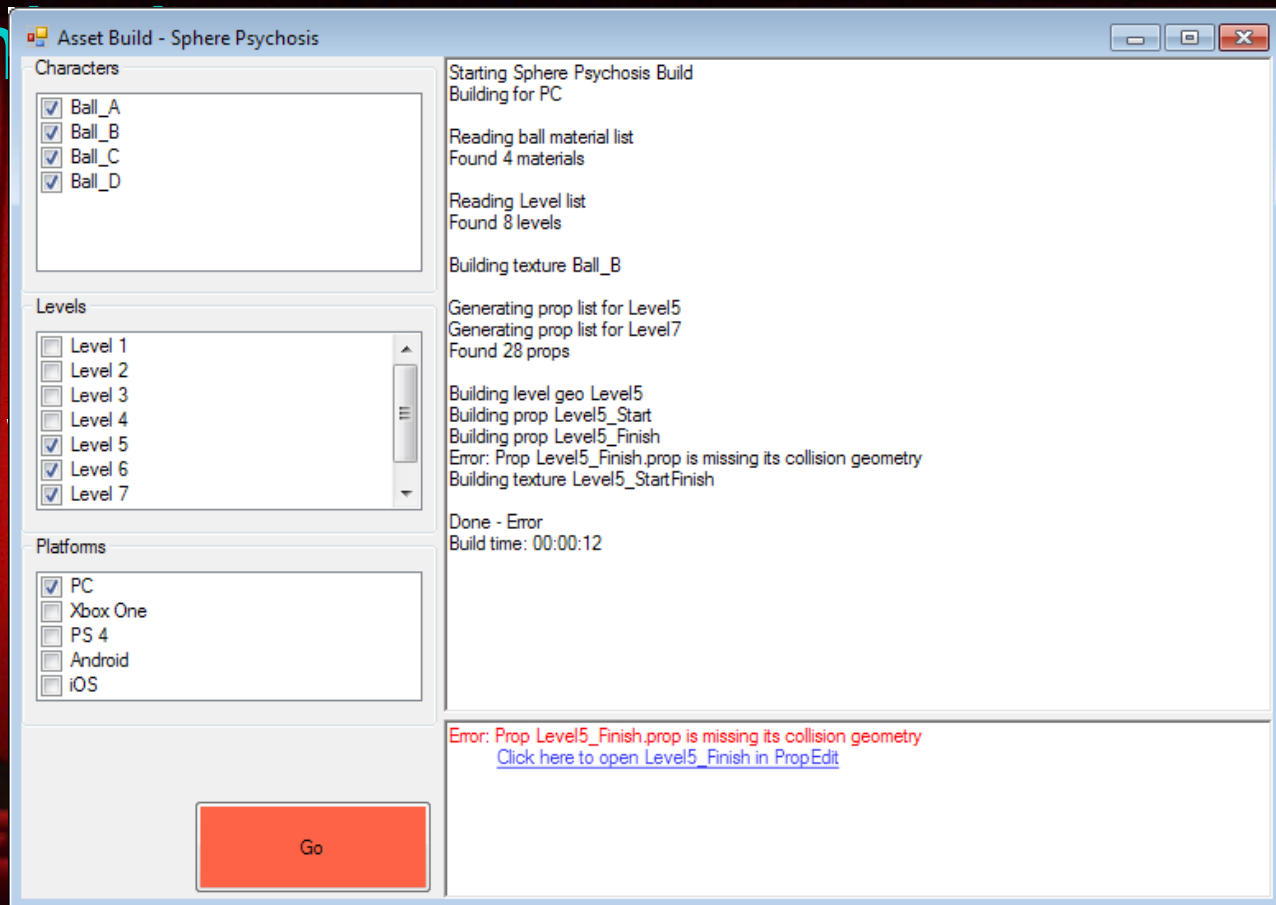 Asset Build - Sphere Psychosis
Characters
Ball_A
Ball_B
Ball_C
Ball_D
Levels
Level 1
Level 2
Level 3
Level 4
Level 5
Level 6
Level 7
Platforms
PC
Xbox One
PS 4
Android
iOS
Go
Starting Sphere Psychosis Build
Building for PC
Reading ball material list
Found 4 materials
Reading Level list
Found 8 levels
Building texture Ball_B
Generating prop list for Level5
Generating prop list for Level7
Found 28 props
Building level geo Level5
Building prop Level5_Start
Building prop Level5_Finish
Error: Prop Level5_Finish.prop is missing its collision geometry
Building texture Level5_StartFinish
Done - Error
Build time: 00:00:12
Error: Prop Level5_Finish.prop is missing its collision geometry
Click here to open Level5_Finish in PropEdit